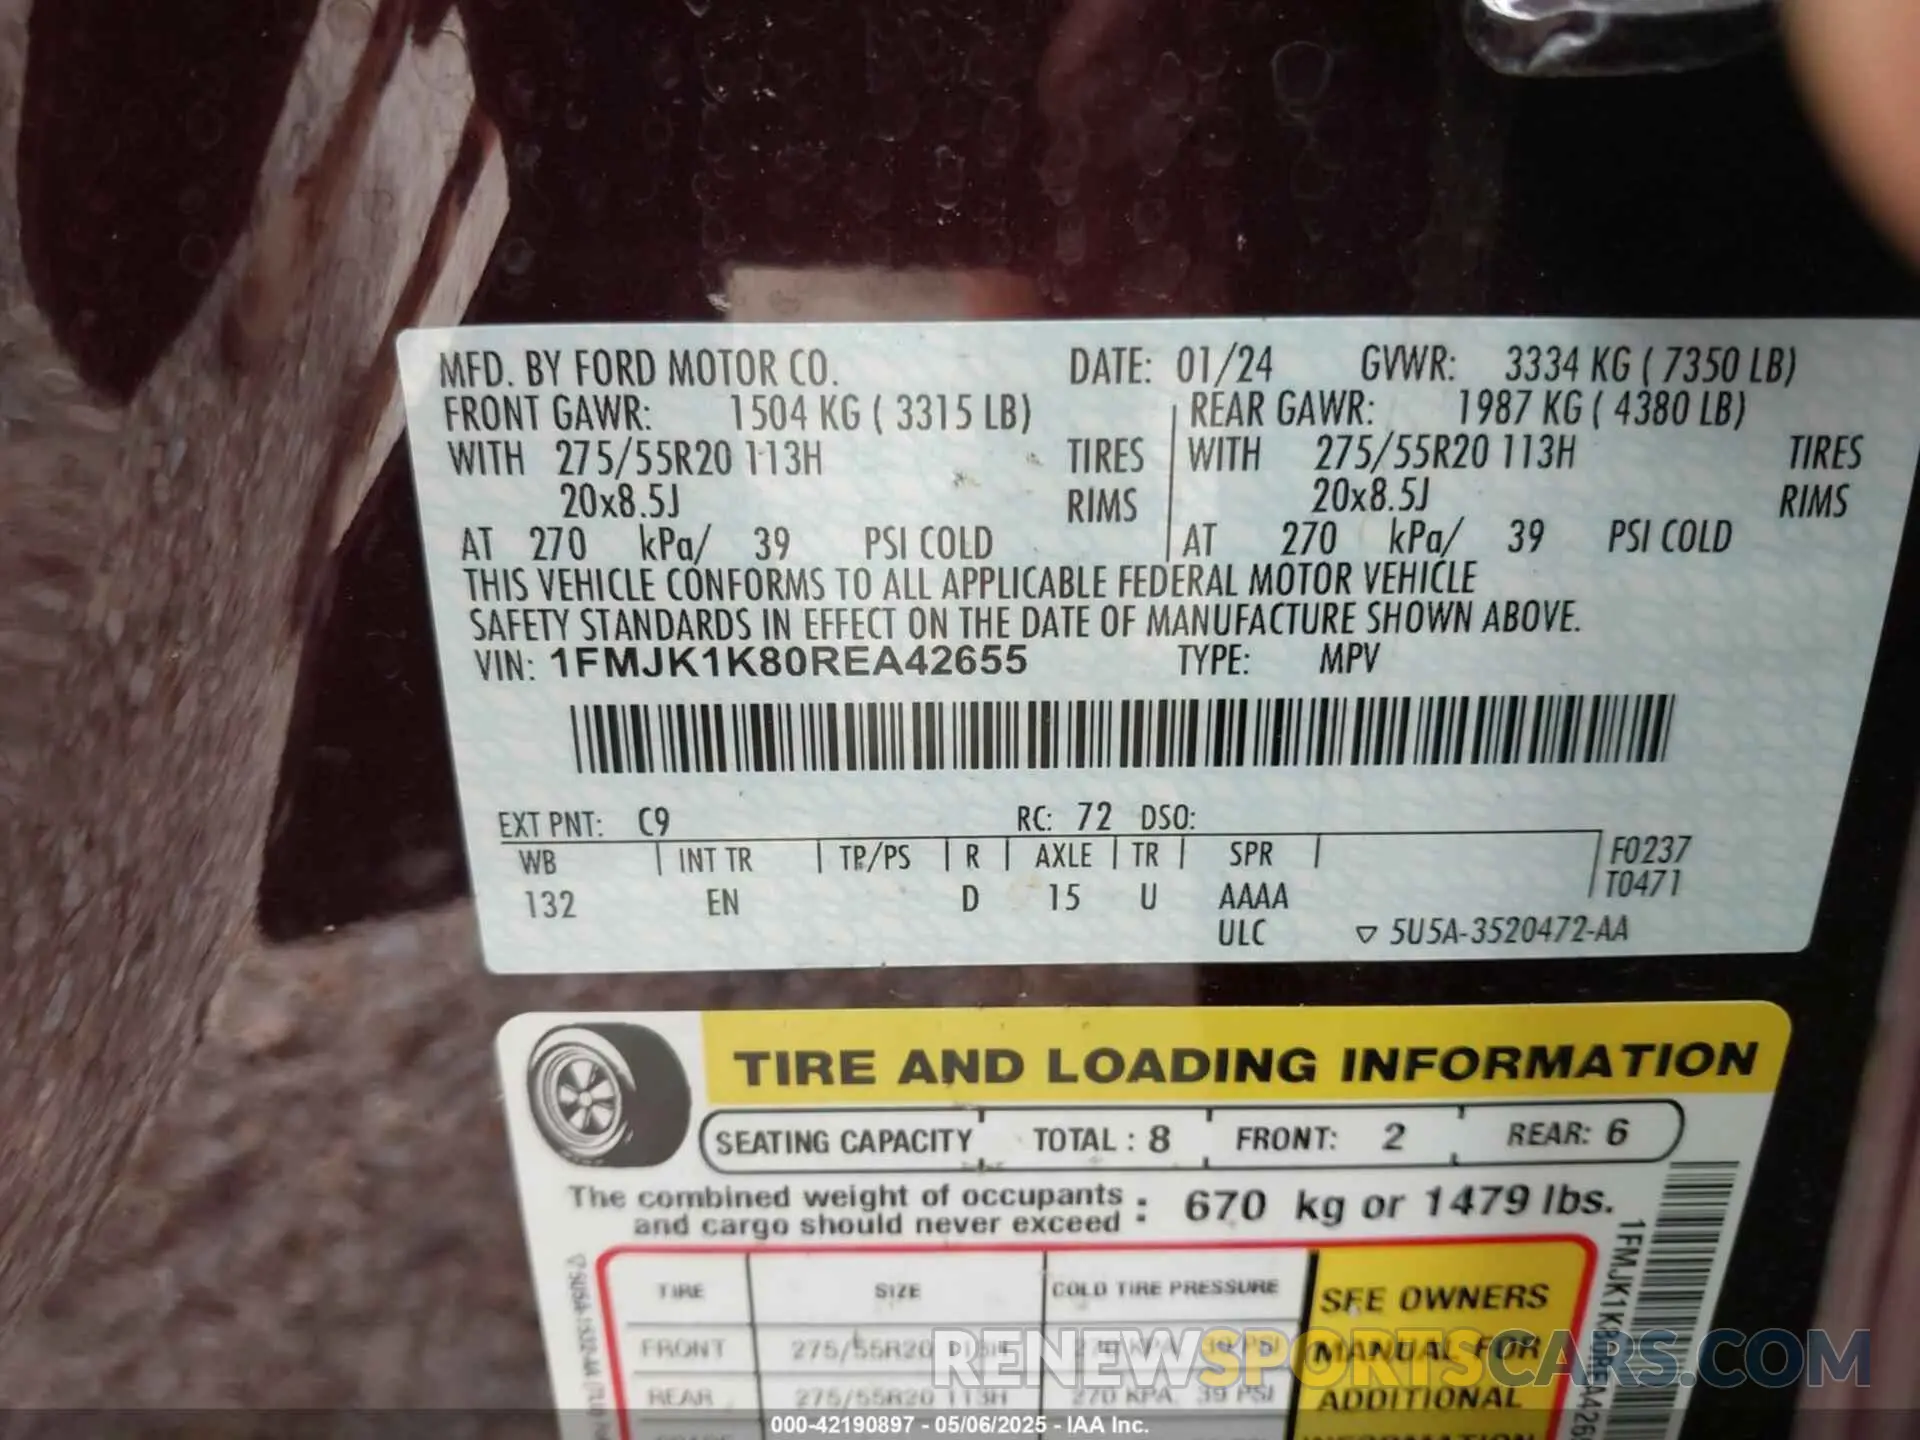 MFD. BY FORD MOTOR CO. DATE: 01/24 GVWR: 3334 KG ( 7350 LB)
FRONT GAWR: 1504 KG ( 3315 LB) REAR GAWR: 1987 KG ( 4380 LB)
WITH 275/55R20 113H TIRES WITH 275/55R20 113H TIRES
20x8.5J RIMS 20x8.5J RIMS
AT 270 kPa/ 39 PSI COLD AT 270 kPa/ 39 PSI COLD
THIS VEHICLE CONFORMS TO ALL APPLICABLE FEDERAL MOTOR VEHICLE
SAFETY STANDARDS IN EFFECT ON THE DATE OF MANUFACTURE SHOWN ABOVE.
VIN: 1FMJK1K80REA42655 TYPE: MPV
EXT PNT: C9 RC: 72 DSO:
WB INT TR TP/PS R AXLE TR SPR F0237
T0471
132 EN D 15 U AAAA
ULC ▽ 5U5A-3520472-AA
TIRE AND LOADING INFORMATION
SEATING CAPACITY TOTAL : 8 FRONT: 2 REAR: 6
The combined weight of occupants
and cargo should never exceed : 670 kg or 1479 lbs.
TIRE SIZE COLD TIRE PRESSURE SEE OWNERS
FRONT 275/55R20 113H 270 KPA, 39 PSI MANUAL FOR
REAR 275/55R20 113H 270 KPA, 39 PSI ADDITIONAL
INFORMATION
RENEWSPORTSCARS.COM
000-42190897 - 05/06/2025 - IAA Inc.